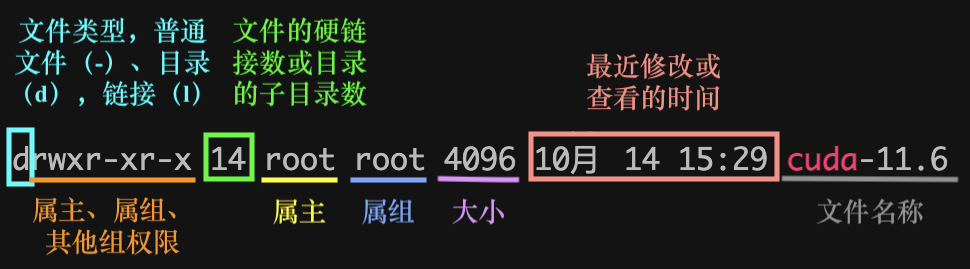 文件类型，普通
文件（-）、目录
（d），链接（l）
文件的硬链
接数或目录
的子目录数
最近修改或
查看的时间
drwxr-xr-x 14 root root 4096 10月 14 15:29 cuda-11.6
属主、属组、
其他组权限
属主
属组
大小
文件名称